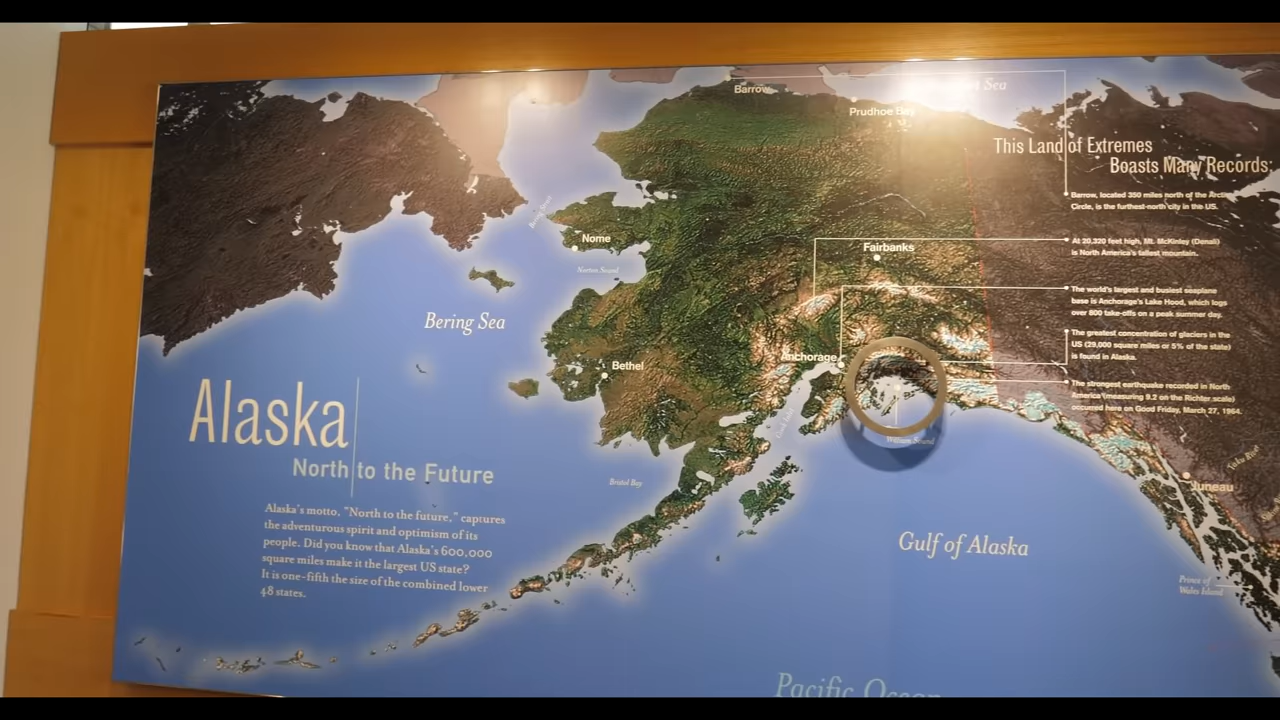 Barrow
Sea
Prudhoe Bay
This Land of Extremes
Boasts Many Records:
Barrow, located 350 miles north of the Arctic
Circle, is the furthest-north city in the US.
At 20,320 feet high, Mt. McKinley (Denali)
is North America's tallest mountain.
The world's largest and busiest seaplane
base is Anchorage's Lake Hood, which logs
over 800 take-offs on a peak summer day.
The greatest concentration of glaciers in the
US (29,000 square miles or 5% of the state)
is found in Alaska.
The strongest earthquake recorded in North
America (measuring 9.2 on the Richter scale)
occurred here on Good Friday, March 27, 1964.
Nome
Norton Sound
Fairbanks
Bering Sea
Anchorage
Bethel
William Sound
Alaska
North to the Future
Bristol Bay
Juneau
Alaska's motto, "North to the future," captures
the adventurous spirit and optimism of its
people. Did you know that Alaska's 600,000
square miles make it the largest US state?
It is one-fifth the size of the combined lower
48 states.
Gulf of Alaska
Prince of
Wales Island
Pacific Ocean